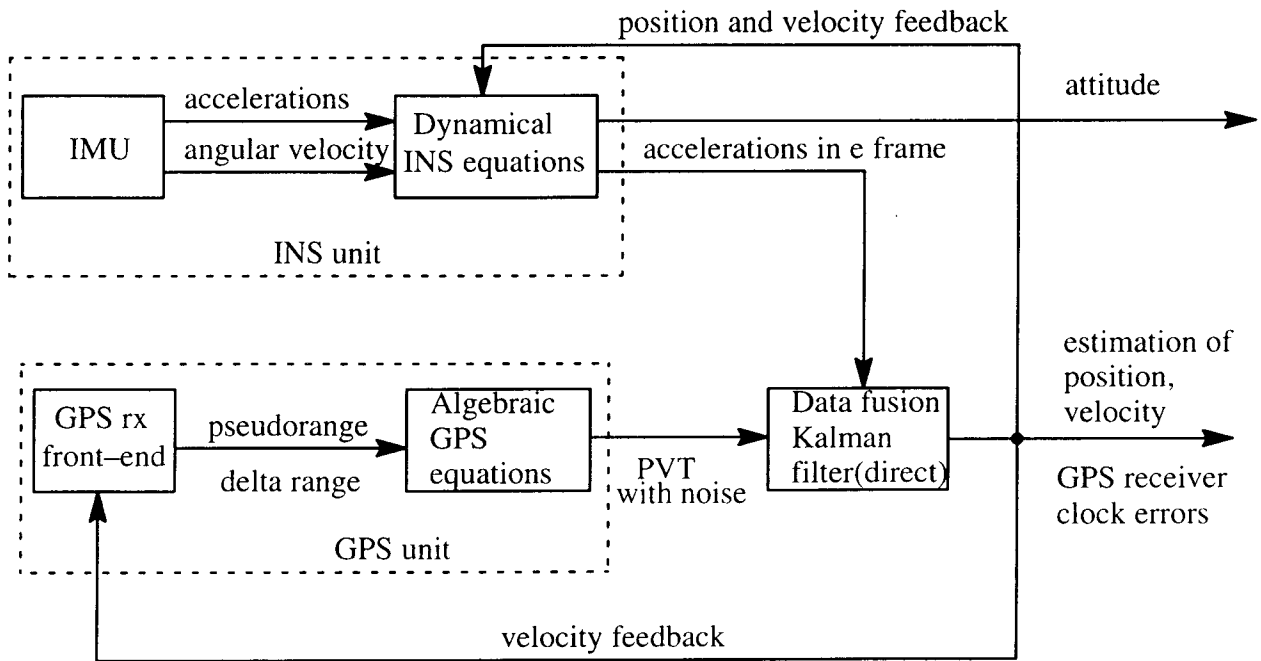 position and velocity feedback
accelerations
attitude
IMU
Dynamical
INS equations
angular velocity
accelerations in e frame
INS unit
estimation of
position,
velocity
GPS rx
front–end
pseudorange
delta range
Algebraic
GPS
equations
PVT
with noise
Data fusion
Kalman
filter(direct)
GPS receiver
clock errors
GPS unit
velocity feedback